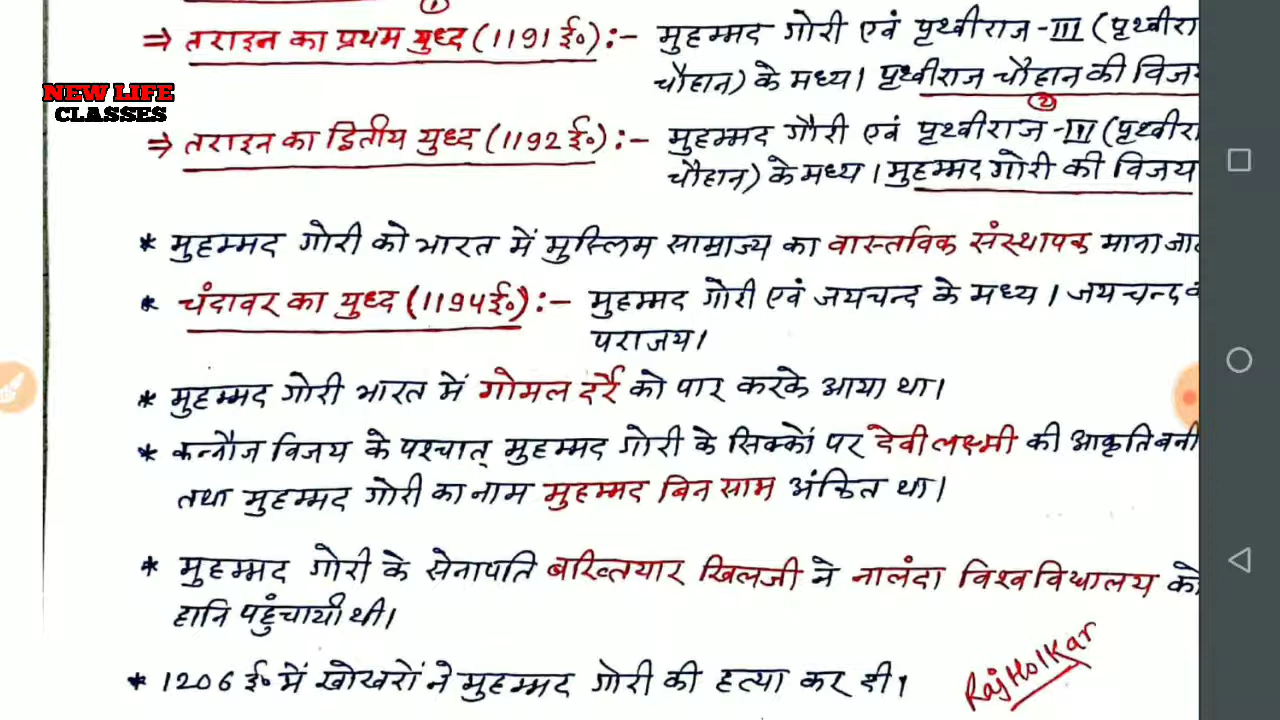 ①
⇒ तराइन का प्रथम युध्द (1191 ई०) :- मुहम्मद गोरी एवं पृथ्वीराज-III (पृथ्वीरा
चौहान) के मध्य। पृथ्वीराज चौहान की विजय
NEW LIFE
CLASSES
②
⇒ तराइन का द्वितीय युध्द (1192 ई०) :- मुहम्मद गौरी एवं पृथ्वीराज-III (पृथ्वीरा
चौहान) के मध्य। मुहम्मद गोरी की विजय
* मुहम्मद गोरी को भारत में मुस्लिम साम्राज्य का वास्तविक संस्थापक माना जा
* चंदावर का युध्द (1194 ई०) :- मुहम्मद गोरी एवं जयचन्द के मध्य। जयचन्द
पराजय।
* मुहम्मद गोरी भारत में गोमल दर्रे को पार करके आया था।
* कन्नौज विजय के पश्चात् मुहम्मद गोरी के सिक्कों पर देवी लक्ष्मी की आकृति बनी
तथा मुहम्मद गोरी का नाम मुहम्मद बिन साम अंकित था।
* मुहम्मद गोरी के सेनापति बख्तियार खिलजी ने नालंदा विश्वविद्यालय को
हानि पहुंचायी थी।
* 1206 ई० में खोखरों ने मुहम्मद गोरी की हत्या कर दी।
Raj Holkar